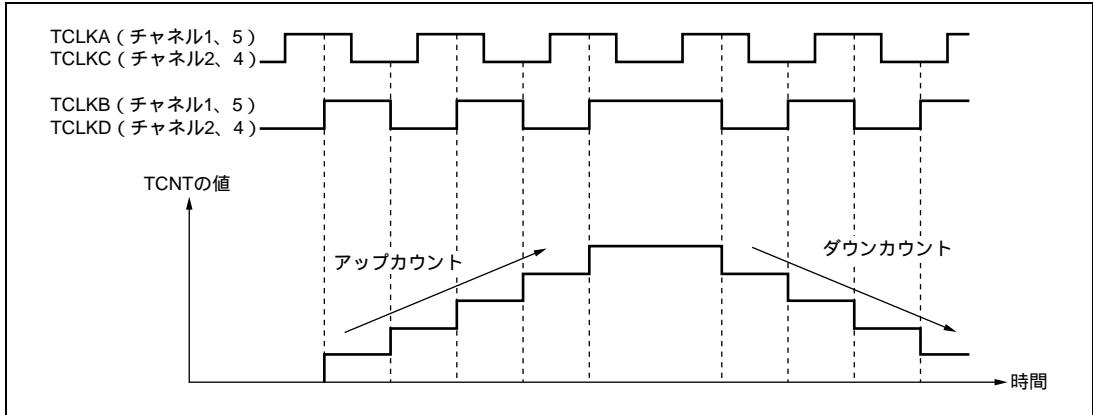 TCLKA（チャネル1、5）
TCLKC（チャネル2、4）
TCLKB（チャネル1、5）
TCLKD（チャネル2、4）
TCNTの値
アップカウント
ダウンカウント
時間